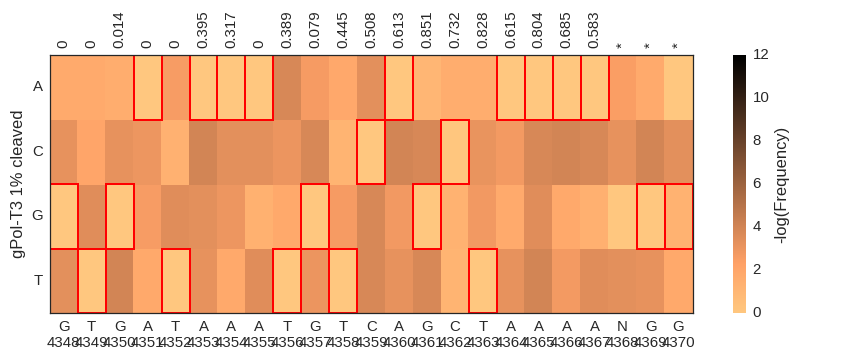 0 0 0.014 0 0 0.395 0.317 0 0.389 0.079 0.445 0.508 0.613 0.851 0.732 0.828 0.615 0.804 0.685 0.583 * * *
A
C
G
T
gPol-T3 1% cleaved
G T G A T A A A T G T C A G C T A A A A N G G
4348 4349 4350 4351 4352 4353 4354 4355 4356 4357 4358 4359 4360 4361 4362 4363 4364 4365 4366 4367 4368 4369 4370
12
10
8
6
4
2
0
-log(Frequency)